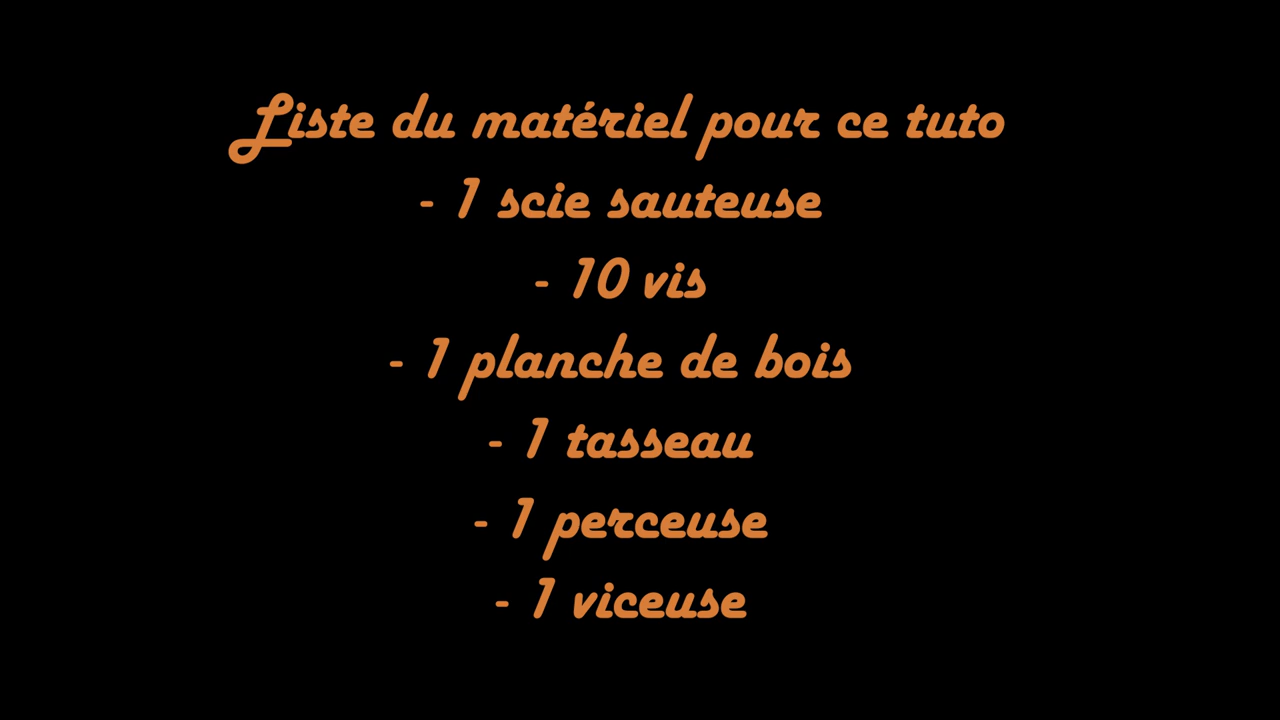 Liste du matériel pour ce tuto
- 1 scie sauteuse
- 10 vis
- 1 planche de bois
- 1 tasseau
- 1 perceuse
- 1 viceuse